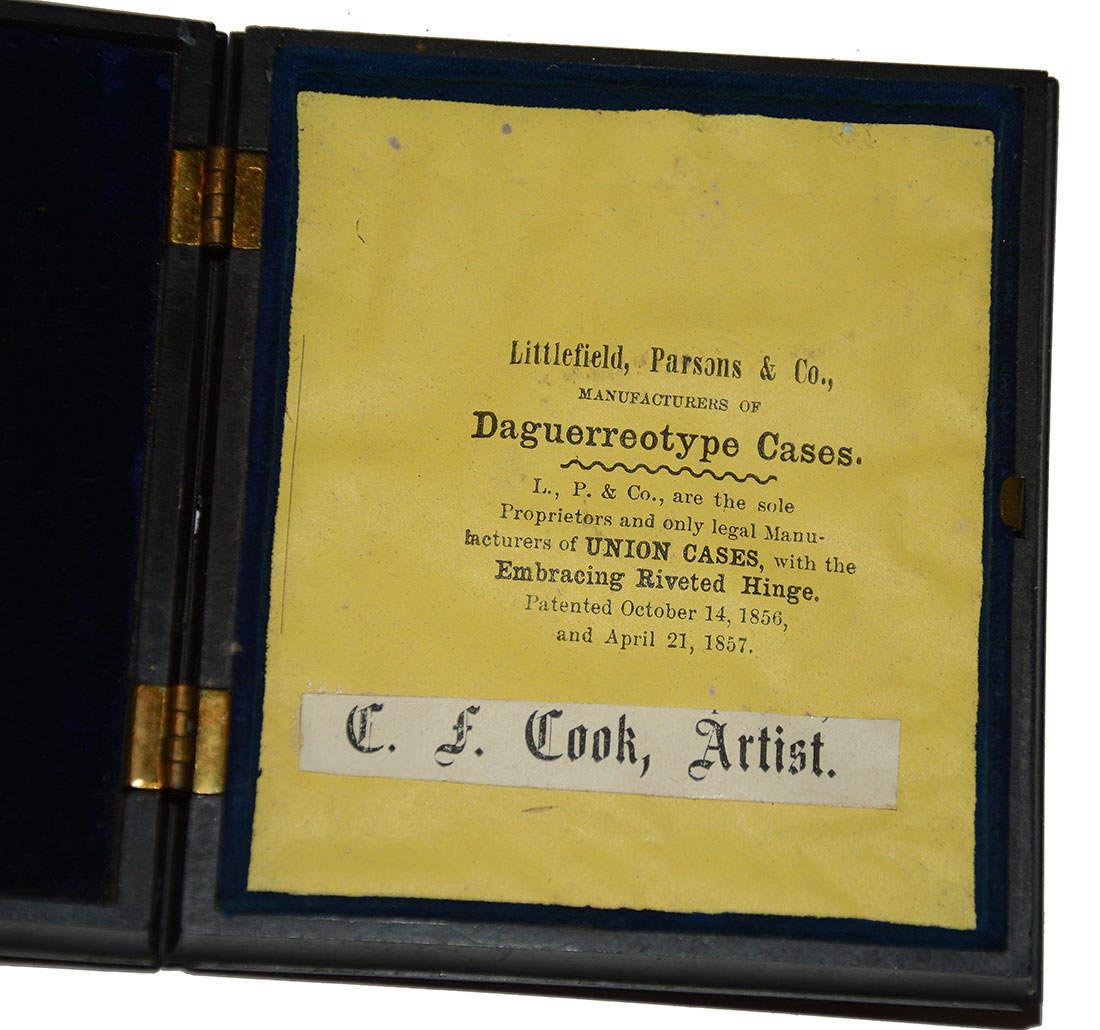 Littlefield, Parsons & Co.,
MANUFACTURERS OF
Daguerreotype Cases.
L., P. & Co., are the sole
Proprietors and only legal Manu-
facturers of UNION CASES, with the
Embracing Riveted Hinge.
Patented October 14, 1856,
and April 21, 1857.
C. F. Cook, Artist.